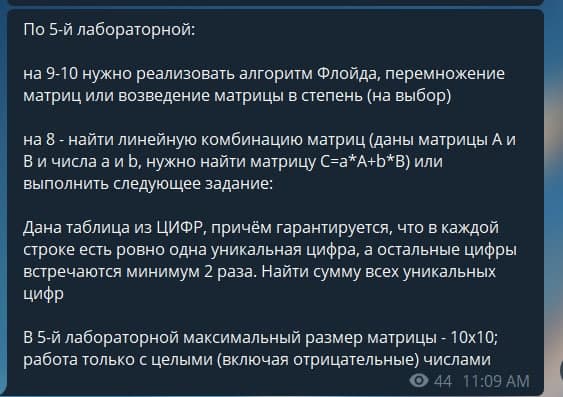 По 5-й лабораторной:
на 9-10 нужно реализовать алгоритм Флойда, перемножение
матриц или возведение матрицы в степень (на выбор)
на 8 - найти линейную комбинацию матриц (даны матрицы А и
В и числа a и b, нужно найти матрицу C=a*A+b*B) или
выполнить следующее задание:
Дана таблица из ЦИФР, причём гарантируется, что в каждой
строке есть ровно одна уникальная цифра, а остальные цифры
встречаются минимум 2 раза. Найти сумму всех уникальных
цифр
В 5-й лабораторной максимальный размер матрицы - 10x10;
работа только с целыми (включая отрицательные) числами
44 11:09 AM